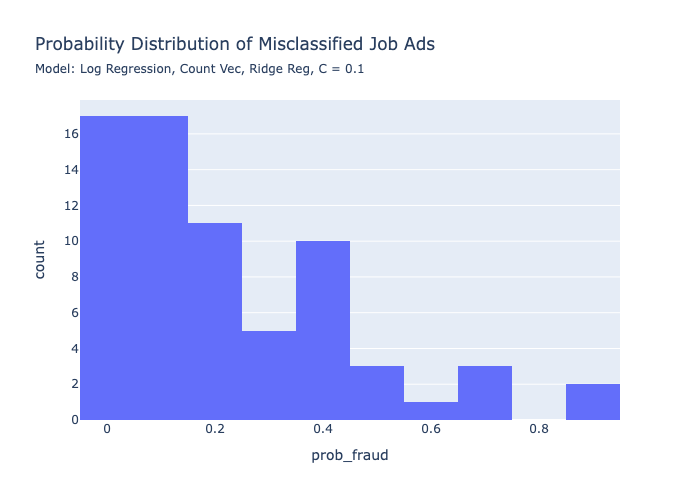 Probability Distribution of Misclassified Job Ads
Model: Log Regression, Count Vec, Ridge Reg, C = 0.1
16
14
12
10
8
6
4
2
0
count
0 0.2 0.4 0.6 0.8
prob_fraud